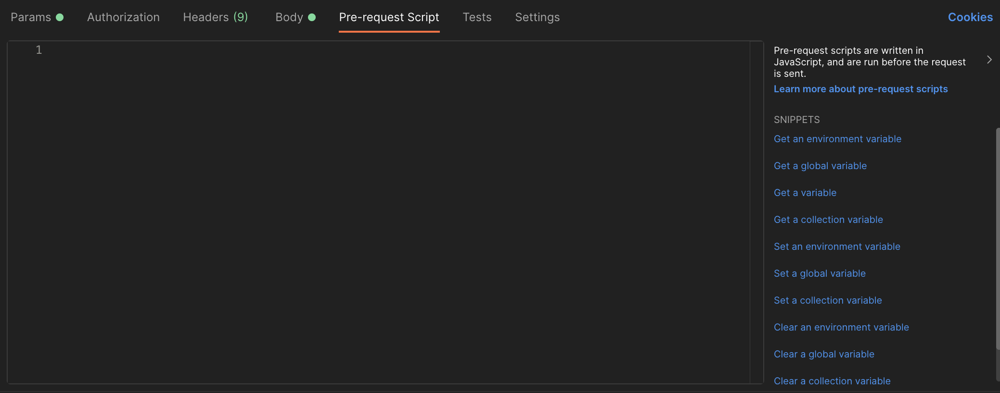 Params Authorization Headers (9) Body Pre-request Script Tests Settings Cookies
1
Pre-request scripts are written in
JavaScript, and are run before the request
is sent.
Learn more about pre-request scripts
SNIPPETS
Get an environment variable
Get a global variable
Get a variable
Get a collection variable
Set an environment variable
Set a global variable
Set a collection variable
Clear an environment variable
Clear a global variable
Clear a collection variable